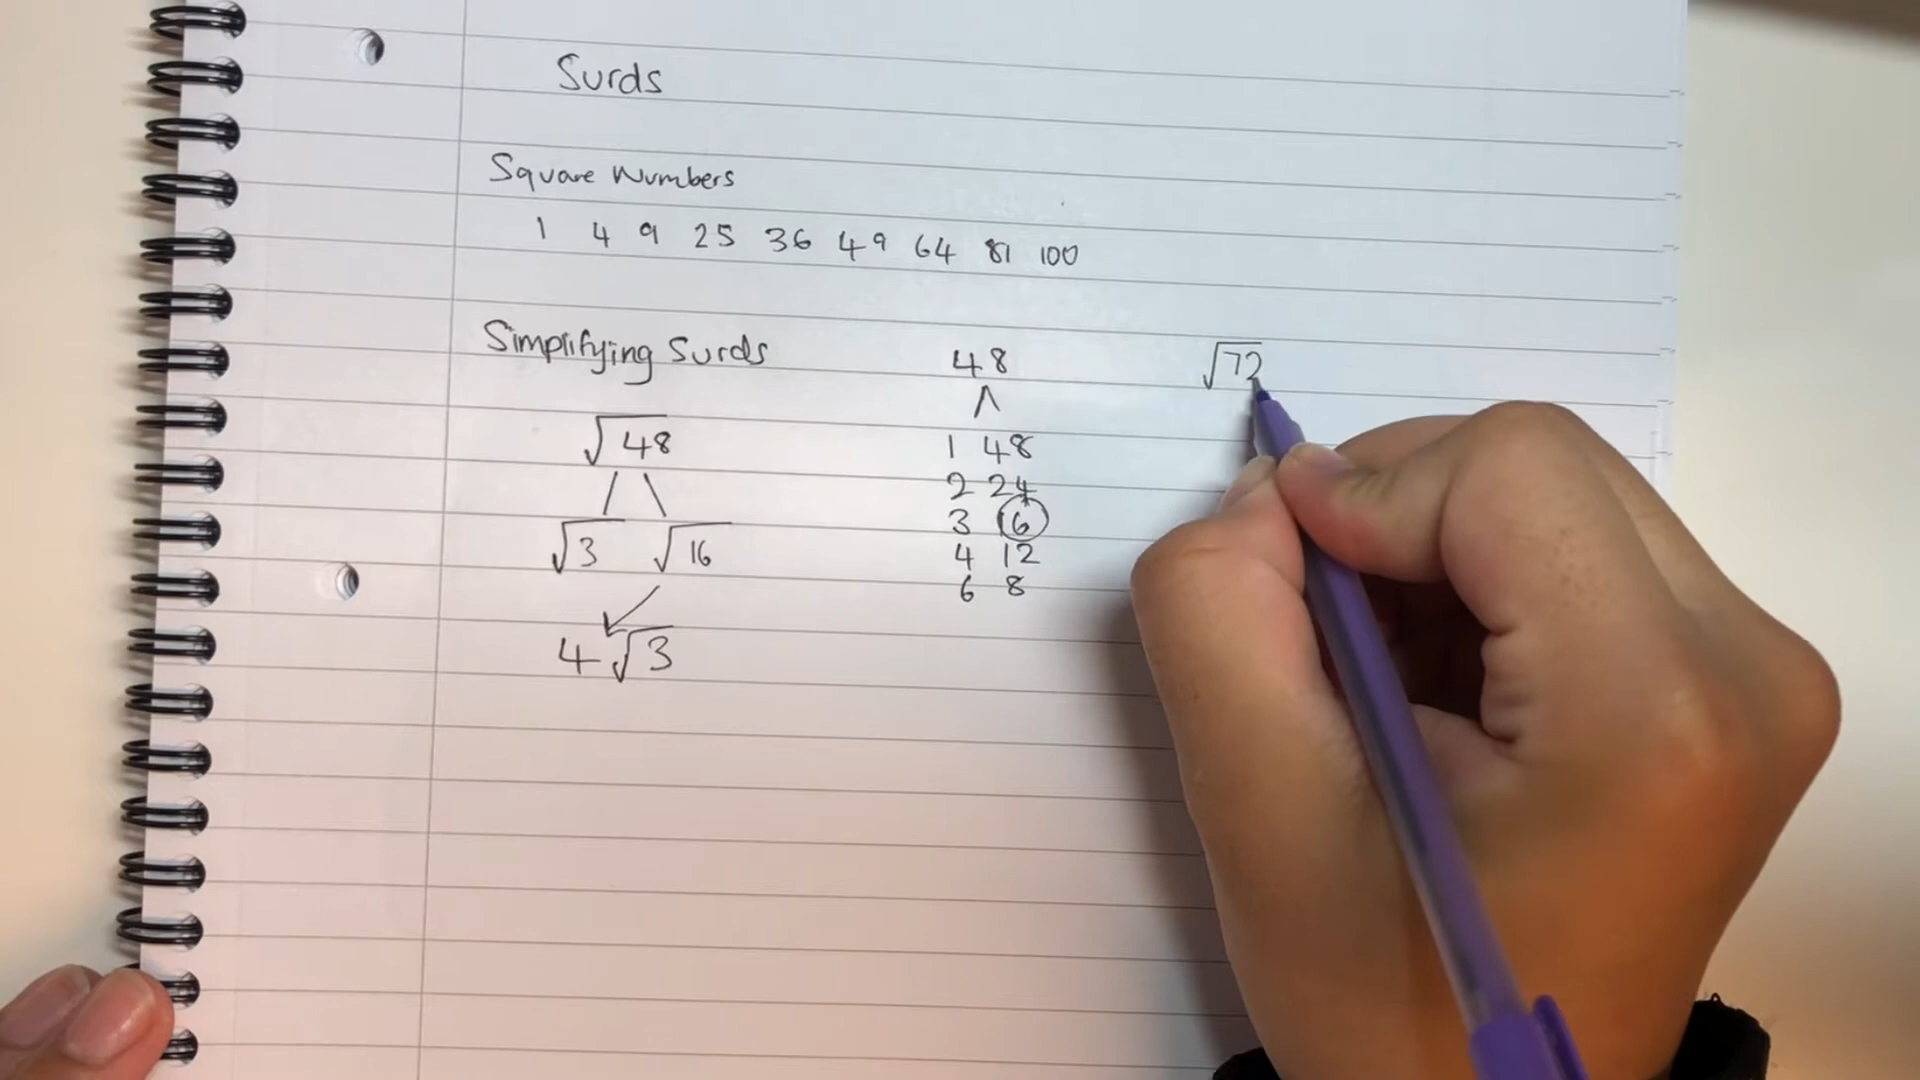 Surds
Square Numbers
1 4 9 25 36 49 64 81 100
Simplifying Surds
√48
√3 √16
4√3
48
1 48
2 24
3 16
4 12
6 8
√72